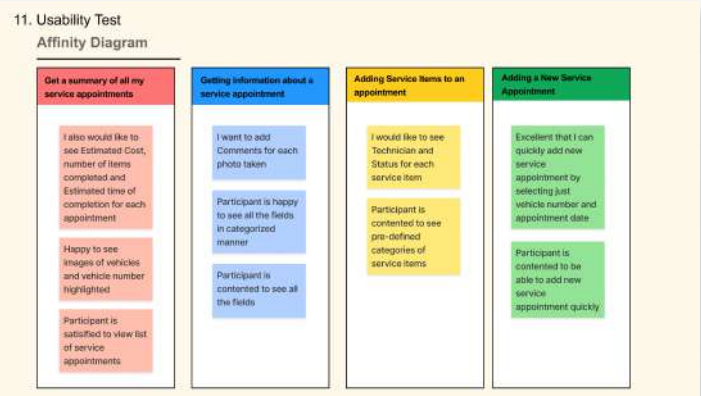 11. Usability Test
Affinity Diagram
Get a summary of all my
service appointments
I also would like to
see Estimated Cost,
number of items
completed and
Estimated time of
completion for each
appointment
Happy to see
images of vehicles
and vehicle number
highlighted
Participant is
satisified to view list
of service
appointments
Getting information about a
service appointment
I want to add
Comments for each
photo taken
Participant is happy
to see all the fields
in categorized
manner
Participant is
contented to see all
the fields
Adding Service Items to an
appointment
I would like to see
Technician and
Status for each
service item
Participant is
contented to see
pre-defined
categories of
service items
Adding a New Service
Appointment
Excellent that I can
quickly add new
service
appointment by
selecting just
vehicle number and
appointment date
Participant is
contented to be
able to add new
service
appointment quickly